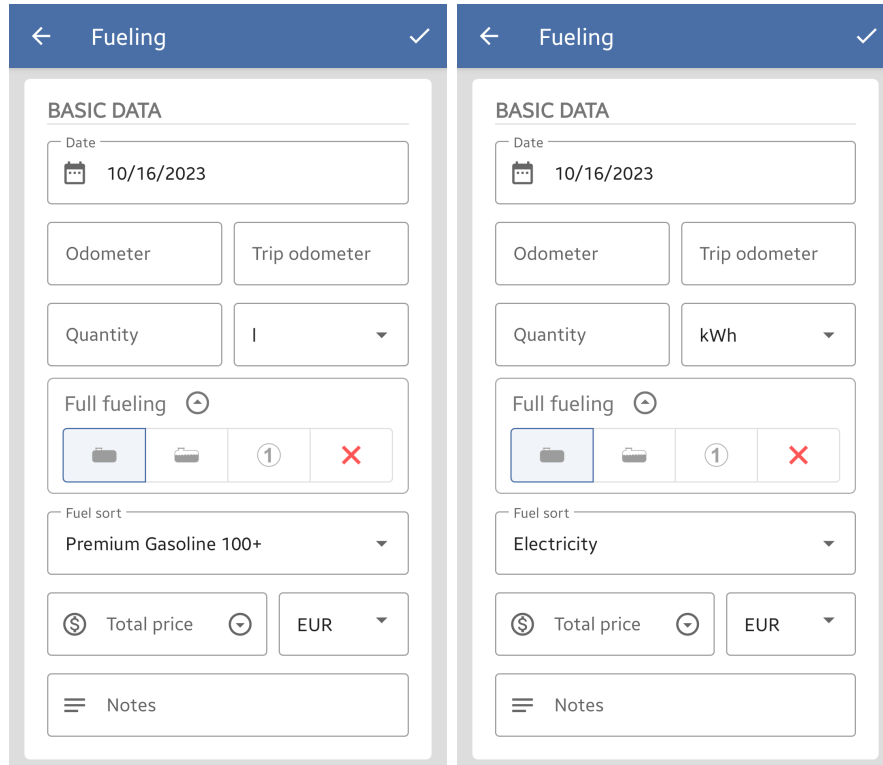 Fueling
BASIC DATA
Date
10/16/2023
Odometer
Trip odometer
Quantity
l
Full fueling
1
Fuel sort
Premium Gasoline 100+
Total price
EUR
Notes
Fueling
BASIC DATA
Date
10/16/2023
Odometer
Trip odometer
Quantity
kWh
Full fueling
1
Fuel sort
Electricity
Total price
EUR
Notes